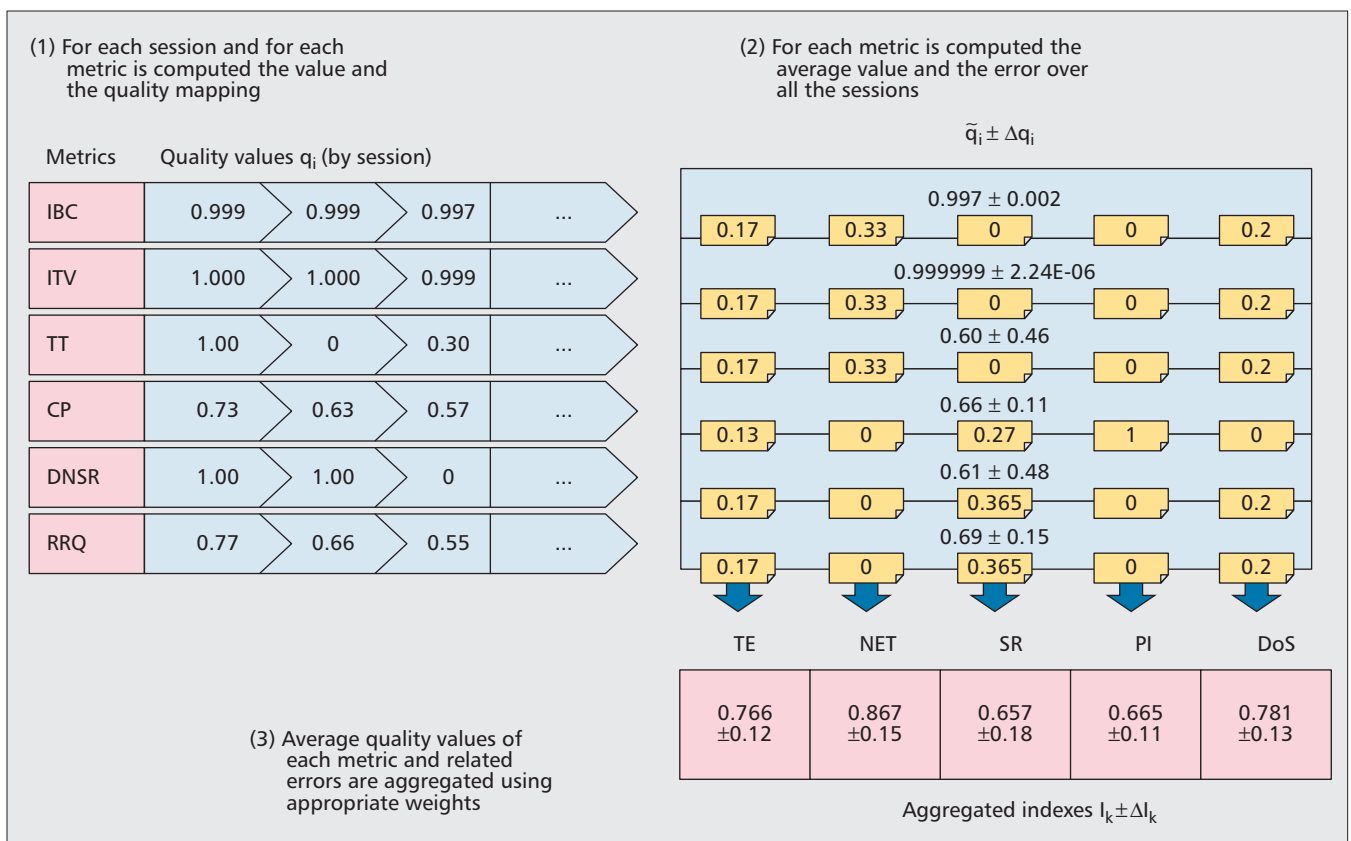 (1) For each session and for each
metric is computed the value and
the quality mapping
Metrics Quality values qi (by session)
IBC 0.999 0.999 0.997 ...
ITV 1.000 1.000 0.999 ...
TT 1.00 0 0.30 ...
CP 0.73 0.63 0.57 ...
DNSR 1.00 1.00 0 ...
RRQ 0.77 0.66 0.55 ...
(2) For each metric is computed the
average value and the error over
all the sessions
q̃i ± Δqi
0.997 ± 0.002
0.17 0.33 0 0 0.2
0.999999 ± 2.24E-06
0.17 0.33 0 0 0.2
0.60 ± 0.46
0.17 0.33 0 0 0.2
0.66 ± 0.11
0.13 0 0.27 1 0
0.61 ± 0.48
0.17 0 0.365 0 0.2
0.69 ± 0.15
0.17 0 0.365 0 0.2
TE NET SR PI DoS
0.766 0.867 0.657 0.665 0.781
±0.12 ±0.15 ±0.18 ±0.11 ±0.13
Aggregated indexes Ik±ΔIk
(3) Average quality values of
each metric and related
errors are aggregated using
appropriate weights